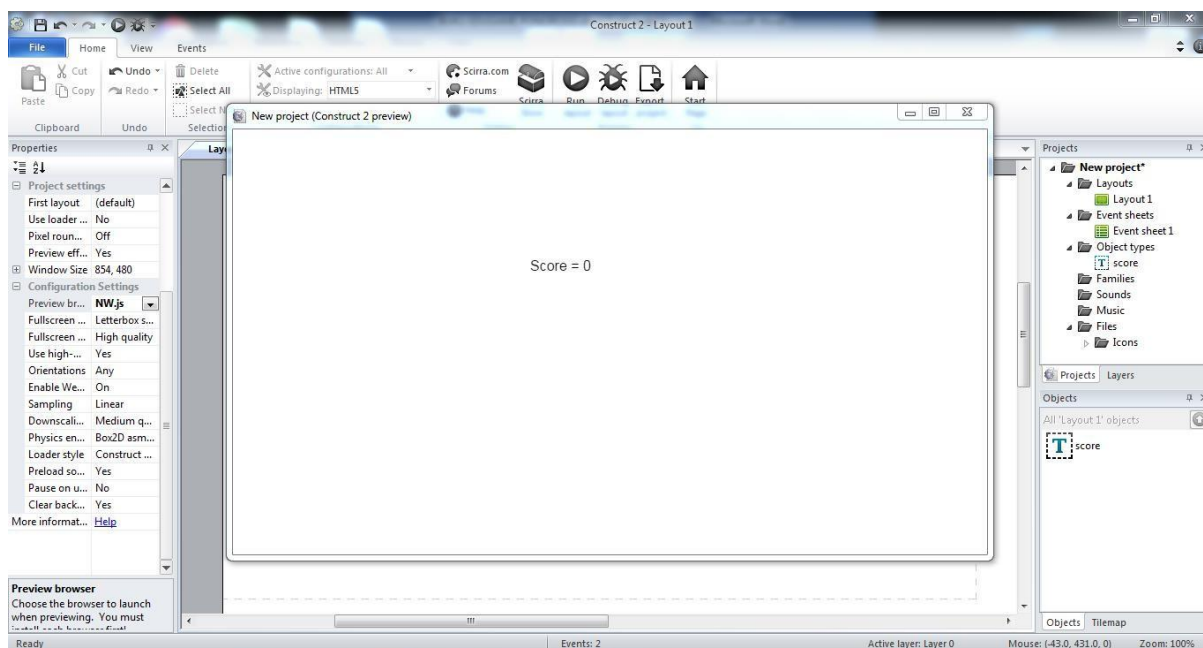 Construct 2 - Layout 1
File Home View Events
Paste
Cut
Copy
Clipboard
Undo
Redo
Undo
Delete
Select All
Select N
Selection
Active configurations: All
Displaying: HTML5
Scirra.com
Forums
Scirra
Run
Debug
Export
Start
New project (Construct 2 preview)
Score = 0
Properties
Project settings
First layout (default)
Use loader ... No
Pixel roun... Off
Preview eff... Yes
Window Size 854, 480
Configuration Settings
Preview br... NW.js
Fullscreen ... Letterbox s...
Fullscreen ... High quality
Use high-... Yes
Orientations Any
Enable We... On
Sampling Linear
Downscali... Medium q...
Physics en... Box2D asm...
Loader style Construct ...
Preload so... Yes
Pause on u... No
Clear back... Yes
More informat... Help
Preview browser
Choose the browser to launch
when previewing. You must
Lay
Projects
New project*
Layouts
Layout 1
Event sheets
Event sheet 1
Object types
T score
Families
Sounds
Music
Files
Icons
Projects Layers
Objects
All 'Layout 1' objects
T score
Objects Tilemap
Ready
Events: 2
Active layer: Layer 0
Mouse: (-43.0, 431.0, 0)
Zoom: 100%